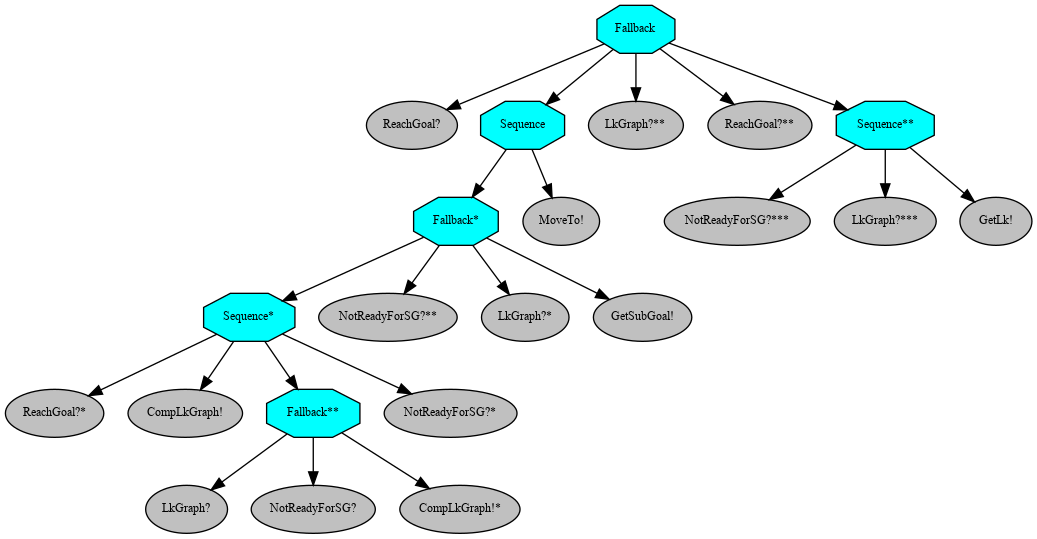 Fallback
ReachGoal?
Sequence
LkGraph?**
ReachGoal?**
Sequence**
Fallback*
MoveTo!
NotReadyForSG?***
LkGraph?***
GetLk!
Sequence*
NotReadyForSG?**
LkGraph?*
GetSubGoal!
ReachGoal?*
CompLkGraph!
Fallback**
NotReadyForSG?*
LkGraph?
NotReadyForSG?
CompLkGraph!*